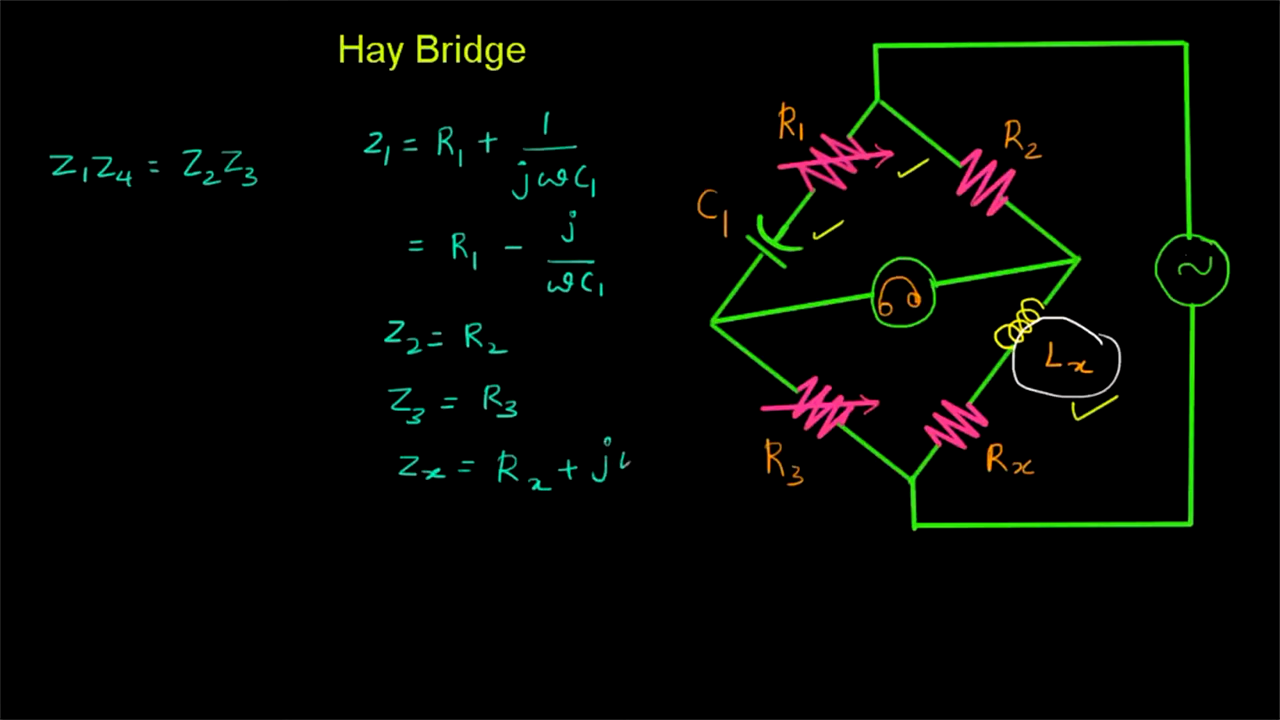 Hay Bridge
Z₁Z₄ = Z₂Z₃
Z₁ = R₁ + 1/(jωC₁)
= R₁ - j/(ωC₁)
Z₂ = R₂
Z₃ = R₃
Zₓ = Rₓ + j
R₁
R₂
C₁
Lₓ
R₃
Rₓ